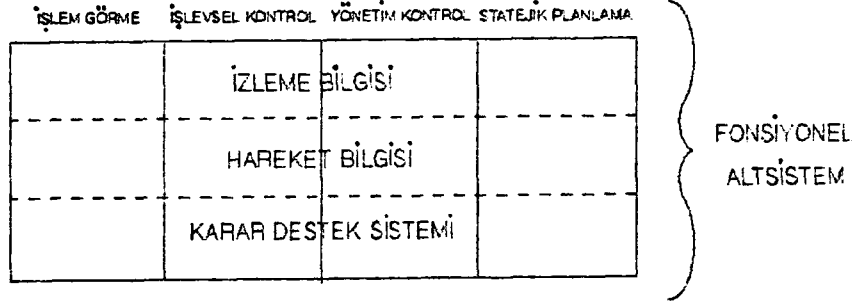 İŞLEM GÖRME İŞLEVSEL KONTROL YÖNETİM KONTROL STATEJİK PLANLAMA
İZLEME BİLGİSİ
HAREKET BİLGİSİ
KARAR DESTEK SİSTEMİ
FONSİYONEL
ALTSİSTEM